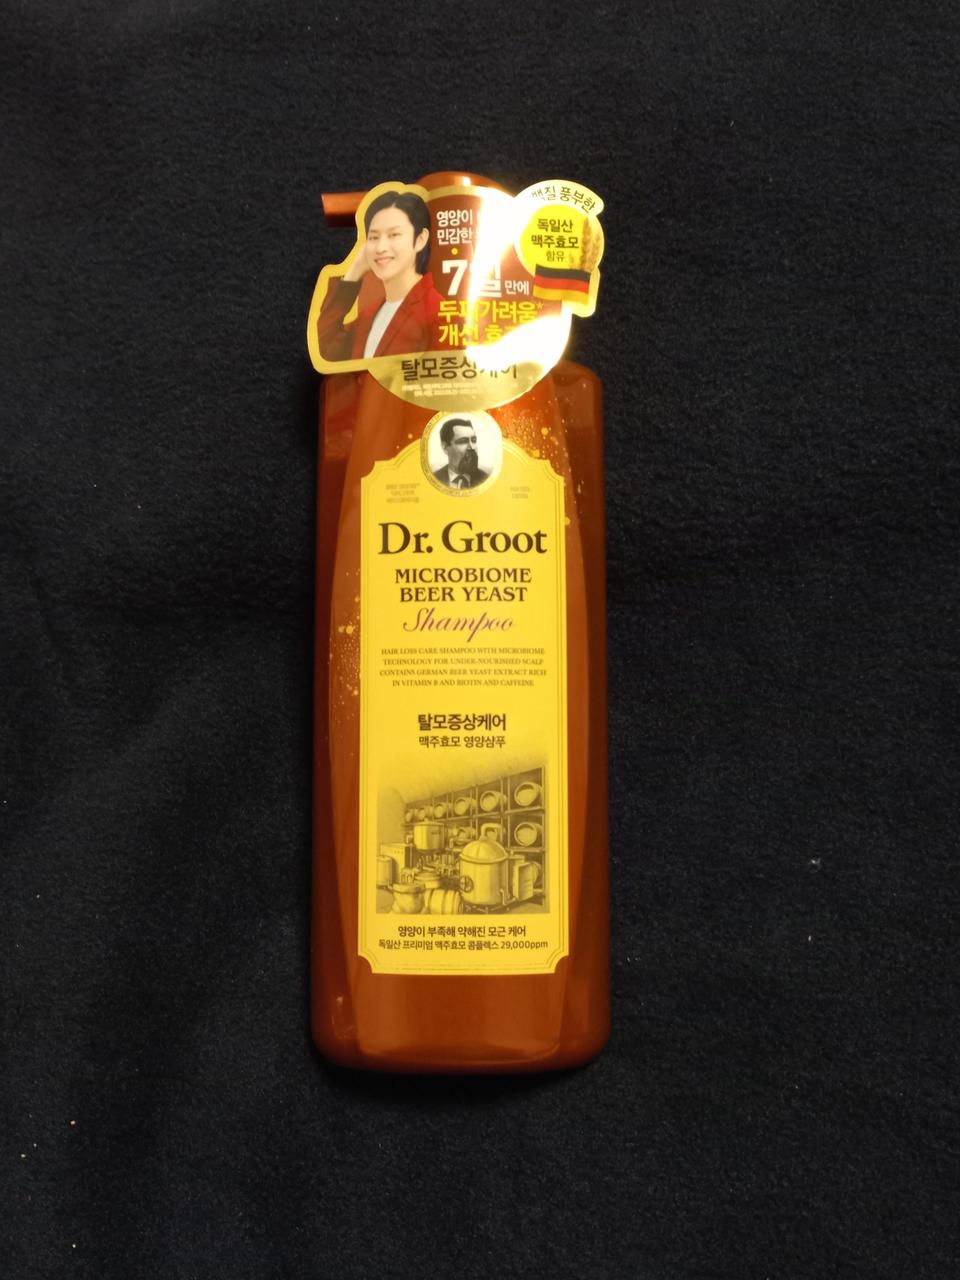 영양이
민감한
7일만에
두피가려움*
개선 효과
탈모증상케어
풍부한
독일산
맥주효모
함유
Dr. Groot
MICROBIOME
BEER YEAST
Shampoo
HAIR LOSS CARE SHAMPOO WITH MICROBIOME
TECHNOLOGY FOR UNDER-NOURISHED SCALP
CONTAINS GERMAN BEER YEAST EXTRACT RICH
IN VITAMIN B AND BIOTIN AND CAFFEINE
탈모증상케어
맥주효모 영양샴푸
영양이 부족해 약해진 모근 케어
독일산 프리미엄 맥주효모 콤플렉스 29,000ppm